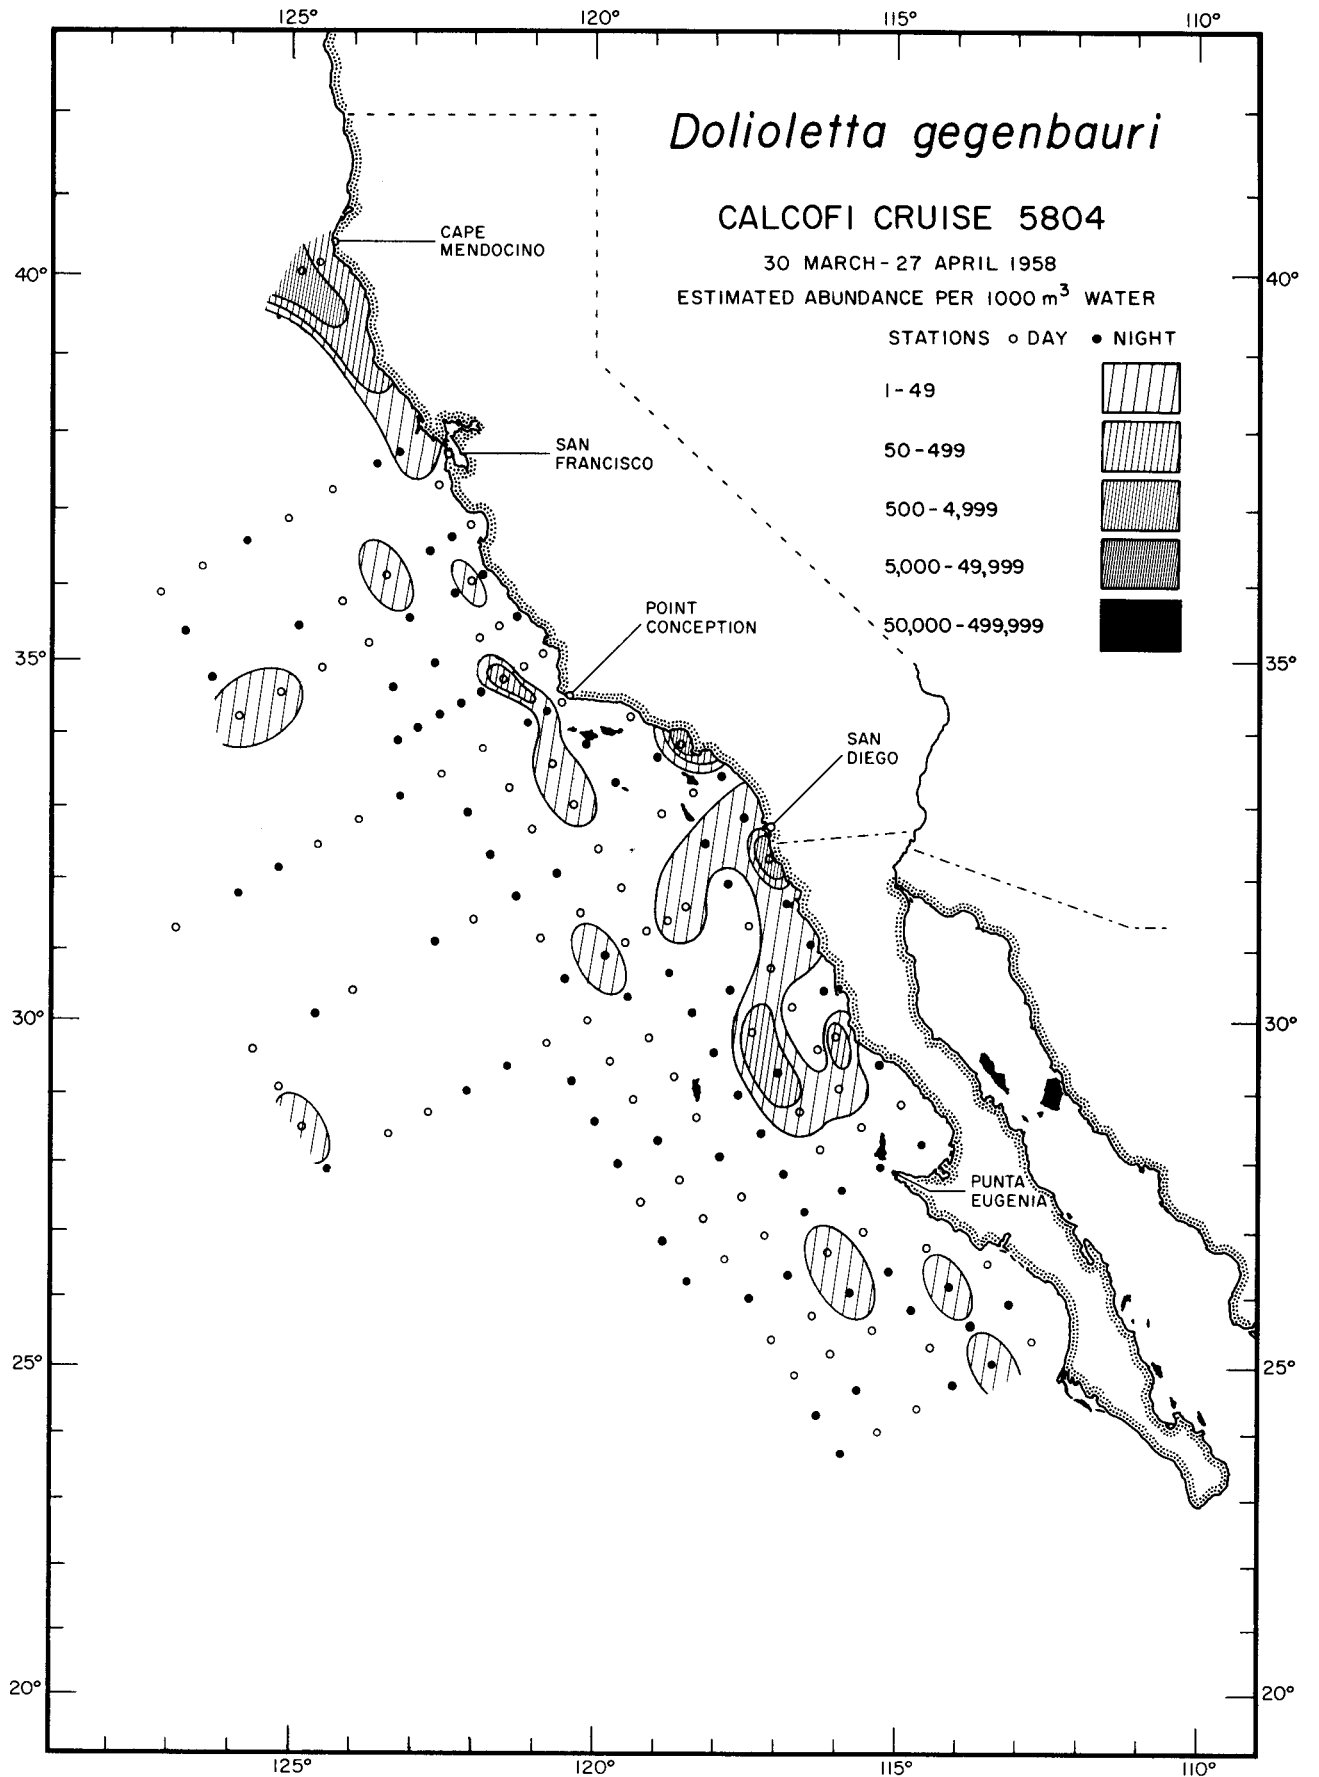 125° 120° 115° 110°
Dolioletta gegenbauri
CALCOFI CRUISE 5804
30 MARCH - 27 APRIL 1958
ESTIMATED ABUNDANCE PER 1000 m³ WATER
STATIONS ○ DAY ● NIGHT
1 - 49
50 - 499
500 - 4,999
5,000 - 49,999
50,000 - 499,999
CAPE
MENDOCINO
40° 40°
SAN
FRANCISCO
POINT
CONCEPTION
35° 35°
SAN
DIEGO
30° 30°
PUNTA
EUGENIA
25° 25°
20° 20°
125° 120° 115° 110°